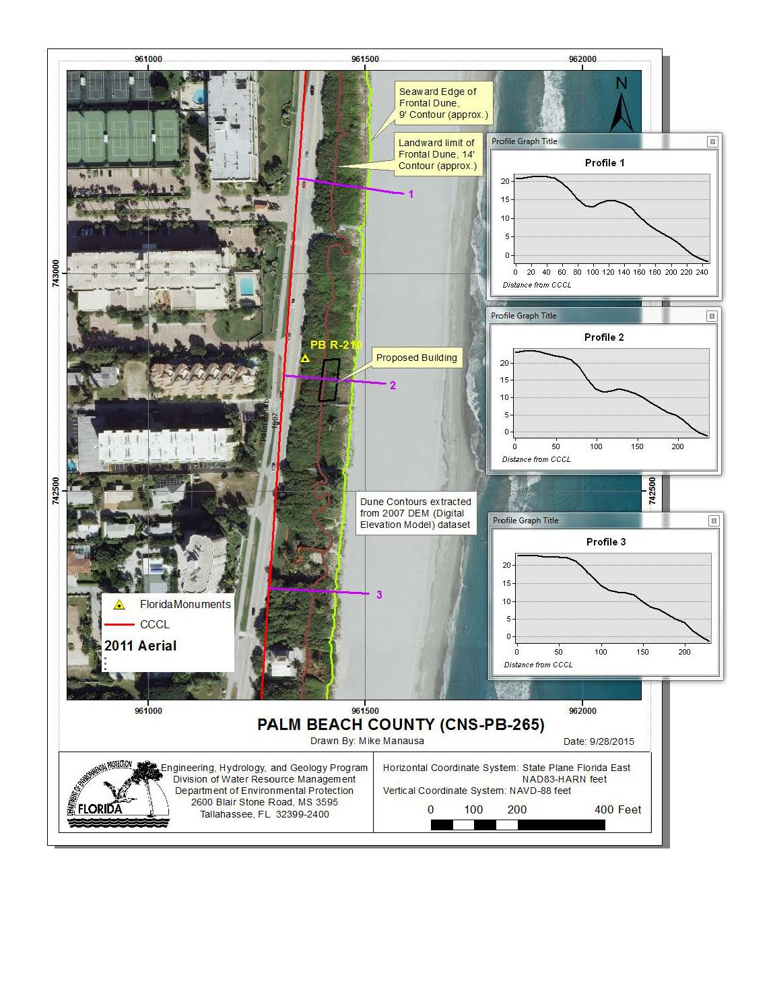 961000
961500
962000
N
Seaward Edge of
Frontal Dune,
9' Contour (approx.)
Landward limit of
Frontal Dune, 14'
Contour (approx.)
1
Profile Graph Title
Profile 1
20
15
10
5
0
0 20 40 60 80 100 120 140 160 180 200 220 240
Distance from CCCL
743000
PB R-210
Proposed Building
2
Profile Graph Title
Profile 2
20
15
10
5
0
0 50 100 150 200
Distance from CCCL
Palm Beach
1997
742500
742500
Dune Contours extracted
from 2007 DEM (Digital
Elevation Model) dataset
Profile Graph Title
Profile 3
20
15
10
5
0
0 50 100 150 200
Distance from CCCL
3
FloridaMonuments
CCCL
2011 Aerial
961000
961500
962000
PALM BEACH COUNTY (CNS-PB-265)
Drawn By: Mike Manausa
Date: 9/28/2015
DEPARTMENT OF ENVIRONMENTAL PROTECTION
FLORIDA
Engineering, Hydrology, and Geology Program
Division of Water Resource Management
Department of Environmental Protection
2600 Blair Stone Road, MS 3595
Tallahassee, FL 32399-2400
Horizontal Coordinate System: State Plane Florida East
NAD83-HARN feet
Vertical Coordinate System: NAVD-88 feet
0 100 200 400 Feet